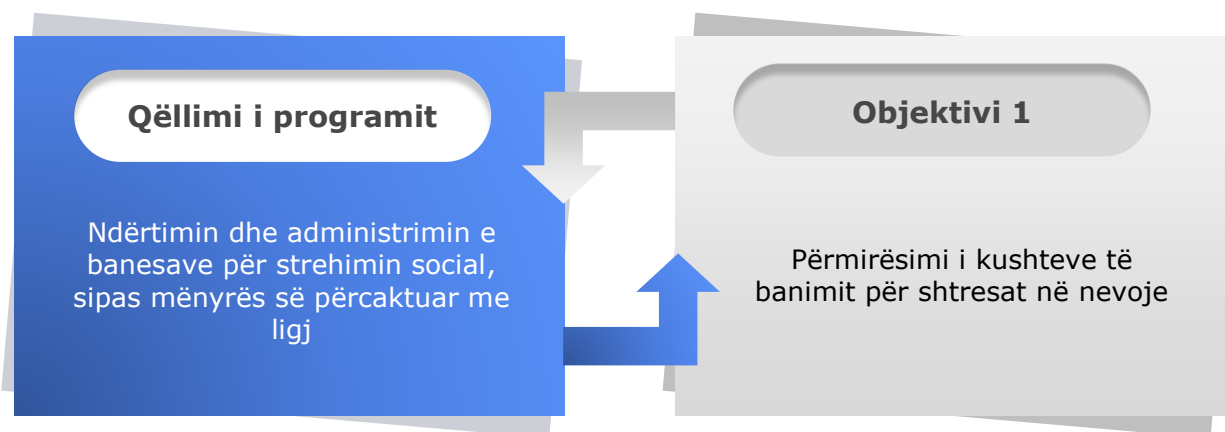 Qëllimi i programit
Ndërtimin dhe administrimin e
banesave për strehimin social,
sipas mënyrës së përcaktuar me
ligj
Objektivi 1
Përmirësimi i kushteve të
banimit për shtresat në nevoje